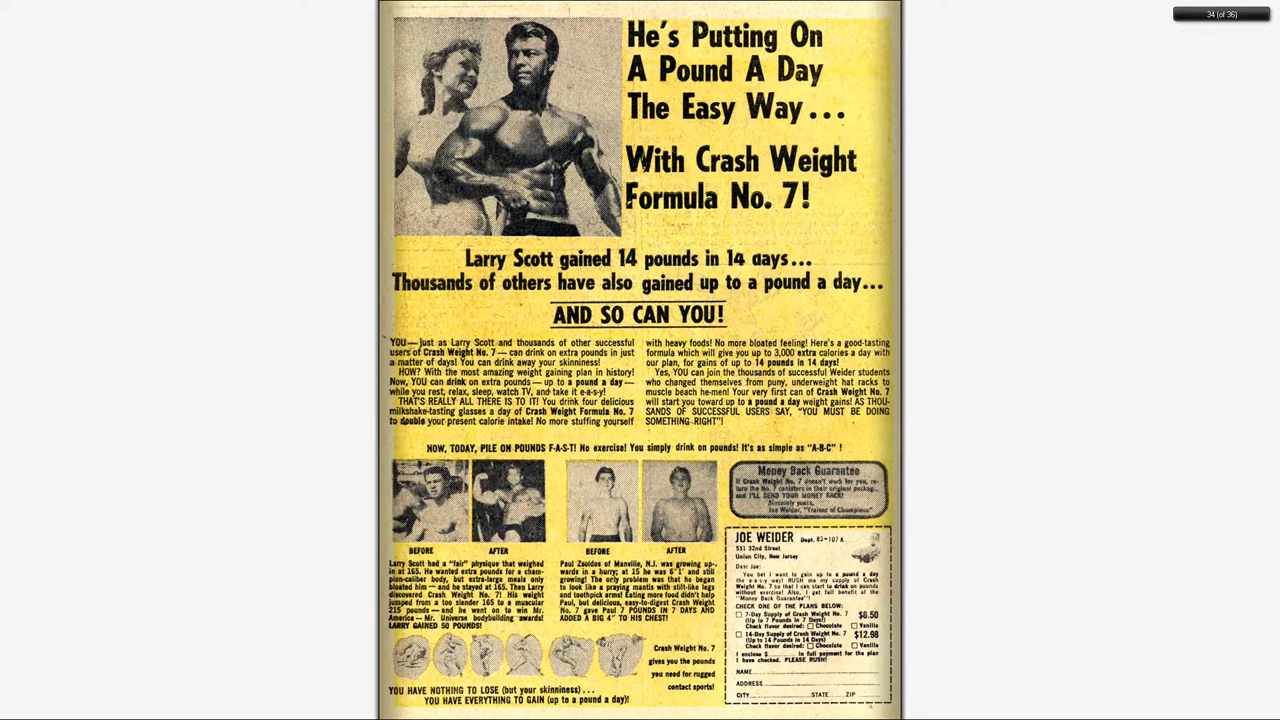 34 (of 36)
He's Putting On
A Pound A Day
The Easy Way...
With Crash Weight
Formula No. 7!
Larry Scott gained 14 pounds in 14 days...
Thousands of others have also gained up to a pound a day...
AND SO CAN YOU!
YOU — just as Larry Scott and thousands of other successful
users of Crash Weight No. 7 — can drink on extra pounds in just
a matter of days! You can drink away your skinniness!
HOW? With the most amazing weight gaining plan in history!
Now, YOU can drink on extra pounds — up to a pound a day —
while you rest, relax, sleep, watch TV, and take it e-a-s-y!
THAT'S REALLY ALL THERE IS TO IT! You drink four delicious
milkshake-tasting glasses a day of Crash Weight Formula No. 7
to double your present calorie intake! No more stuffing yourself
with heavy foods! No more bloated feeling! Here's a good-tasting
formula which will give you up to 3,000 extra calories a day with
our plan, for gains of up to 14 pounds in 14 days!
Yes, YOU can join the thousands of successful Weider students
who changed themselves from puny, underweight hat racks to
muscle beach he-men! Your very first can of Crash Weight No. 7
will start you toward up to a pound a day weight gains! AS THOU-
SANDS OF SUCCESSFUL USERS SAY, "YOU MUST BE DOING
SOMETHING RIGHT"!
NOW, TODAY, PILE ON POUNDS F-A-S-T! No exercise! You simply drink on pounds! It's as simple as "A-B-C" !
BEFORE
AFTER
Larry Scott had a "fair" physique that weighed
in at 165. He wanted extra pounds for a cham-
pion-caliber body, but extra-large meals only
bloated him — and he stayed at 165. Then Larry
discovered Crash Weight No. 7! His weight
jumped from a too slender 165 to a muscular
215 pounds — and he went on to win Mr.
America — Mr. Universe bodybuilding awards!
LARRY GAINED 50 POUNDS!
BEFORE
AFTER
Paul Zsoldos of Manville, N.J. was growing up-
wards in a hurry; at 15 he was 6'1" and still
growing! The only problem was that he began
to look like a praying mantis with stilt-like legs
and toothpick arms! Eating more food didn't help
Paul, but delicious, easy-to-digest Crash Weight
No. 7 gave Paul 7 POUNDS IN 7 DAYS AND
ADDED A BIG 4" TO HIS CHEST!
Crash Weight No. 7
gives you the pounds
you need for rugged
contact sports!
YOU HAVE NOTHING TO LOSE (but your skinniness)...
YOU HAVE EVERYTHING TO GAIN (up to a pound a day)!
Money Back Guarantee
If Crash Weight No. 7 doesn't work for you, re-
turn the No. 7 canisters in their original packag...
and I'LL SEND YOUR MONEY BACK!
Sincerely yours,
Joe Weider, "Trainer of Champions"
JOE WEIDER Dept. 83-107 K
531 32nd Street
Union City, New Jersey
Dear Joe:
You bet I want to gain up to a pound a day
the e-a-s-y way! RUSH me my supply of Crash
Weight No. 7 so that I can start to drink on pounds
without exercise! Also, I get full benefit of the
"Money Back Guarantee"!
CHECK ONE OF THE PLANS BELOW:
7-Day Supply of Crash Weight No. 7 $6.50
(Up to 7 Pounds in 7 Days!)
Check flavor desired: Chocolate Vanilla
14-Day Supply of Crash Weight No. 7 $12.98
(Up to 14 Pounds in 14 Days!)
Check flavor desired: Chocolate Vanilla
I enclose $ in full payment for the plan
I have checked. PLEASE RUSH!
NAME
ADDRESS
CITY STATE ZIP